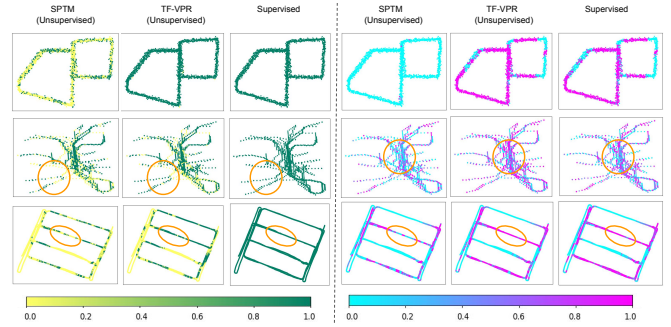 SPTM
(Unsupervised)
TF-VPR
(Unsupervised)
Supervised
SPTM
(Unsupervised)
TF-VPR
(Unsupervised)
Supervised
0.0 0.2 0.4 0.6 0.8 1.0
0.0 0.2 0.4 0.6 0.8 1.0